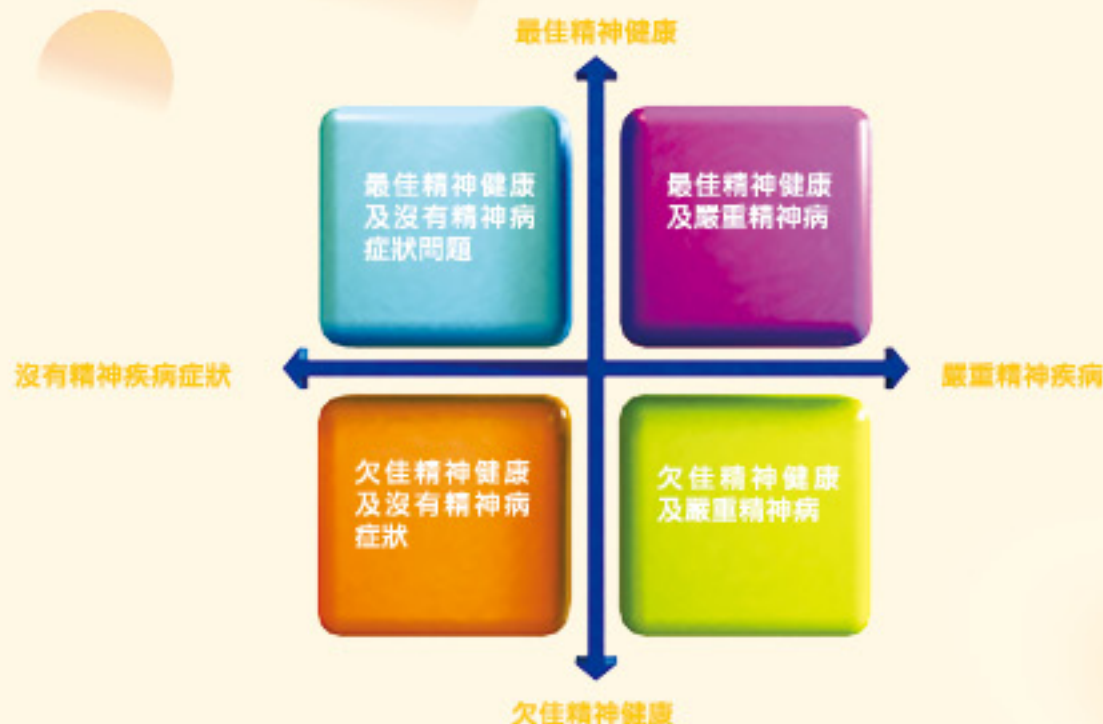 最佳精神健康
最佳精神健康
及沒有精神病
症狀問題
最佳精神健康
及嚴重精神病
沒有精神疾病症狀
嚴重精神疾病
欠佳精神健康
及沒有精神病
症狀
欠佳精神健康
及嚴重精神病
欠佳精神健康